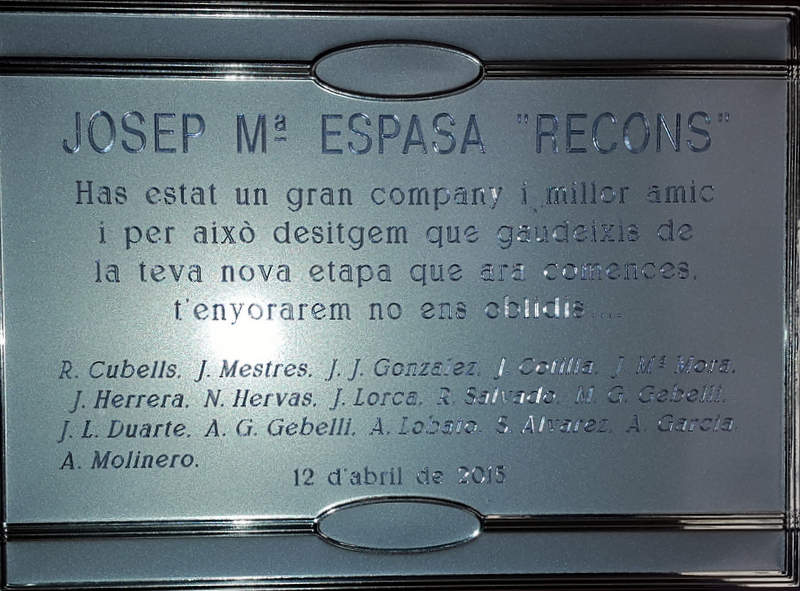 JOSEP Mª ESPASA "RECONS"
Has estat un gran company i millor amic
i per això desitgem que gaudeixis de
la teva nova etapa que ara comences,
t'enyorarem no ens oblidis....
R. Cubells, J. Mestres, J. J. Gonzalez, J. Cotilla, J. Mª Mora,
J. Herrera, N. Hervas, J. Lorca, R. Salvado, M. G. Gebelli,
J. L. Duarte, A. G. Gebelli, A. Lobato, S. Alvarez, A. Garcia,
A. Molinero.
12 d'abril de 2015